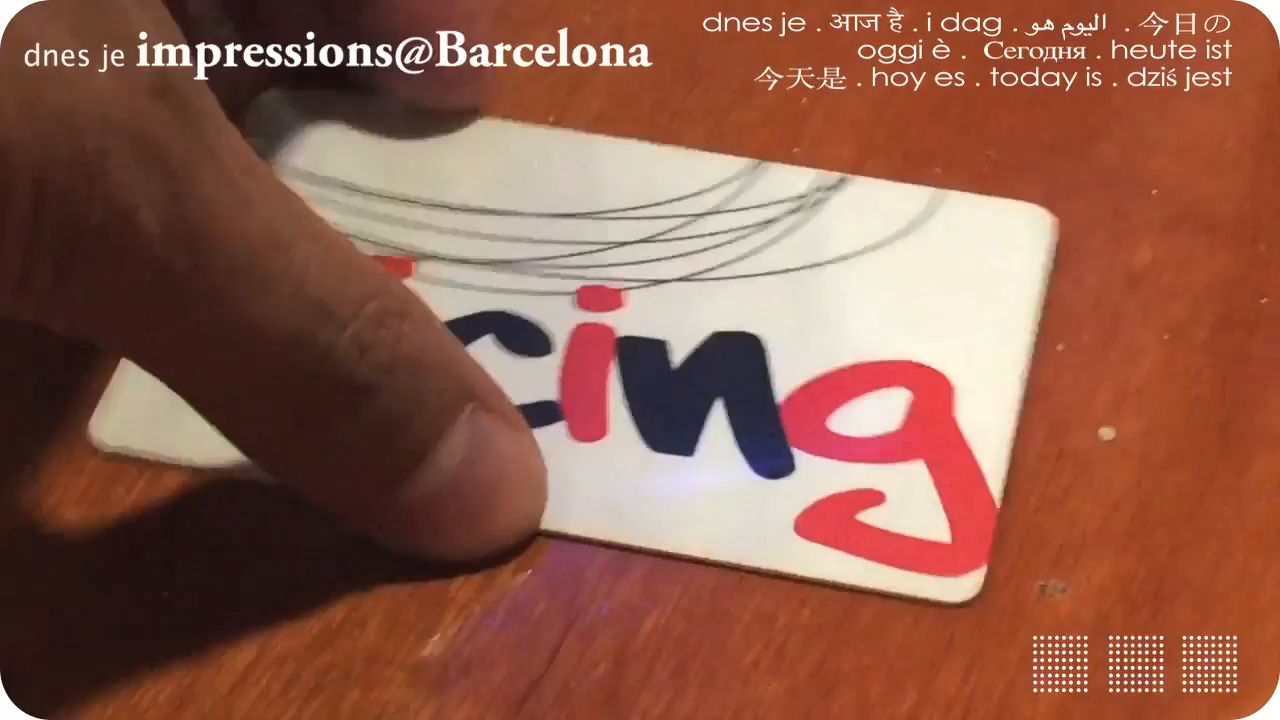 dnes je impressions@Barcelona
dnes je . आज है . i dag . اليوم هو . 今日の
oggi è . Сегодня . heute ist
今天是 . hoy es . today is . dziś jest
cing